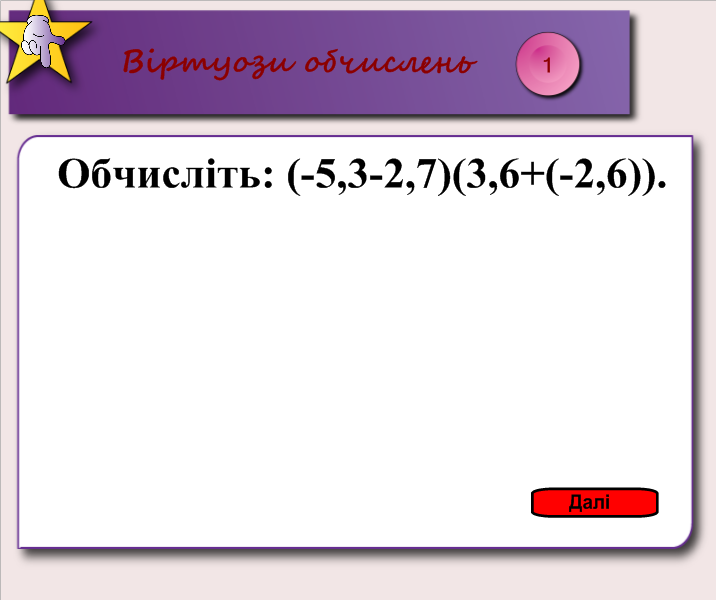 Віртуози обчислень
1
Обчисліть: (-5,3-2,7)(3,6+(-2,6)).
Далі